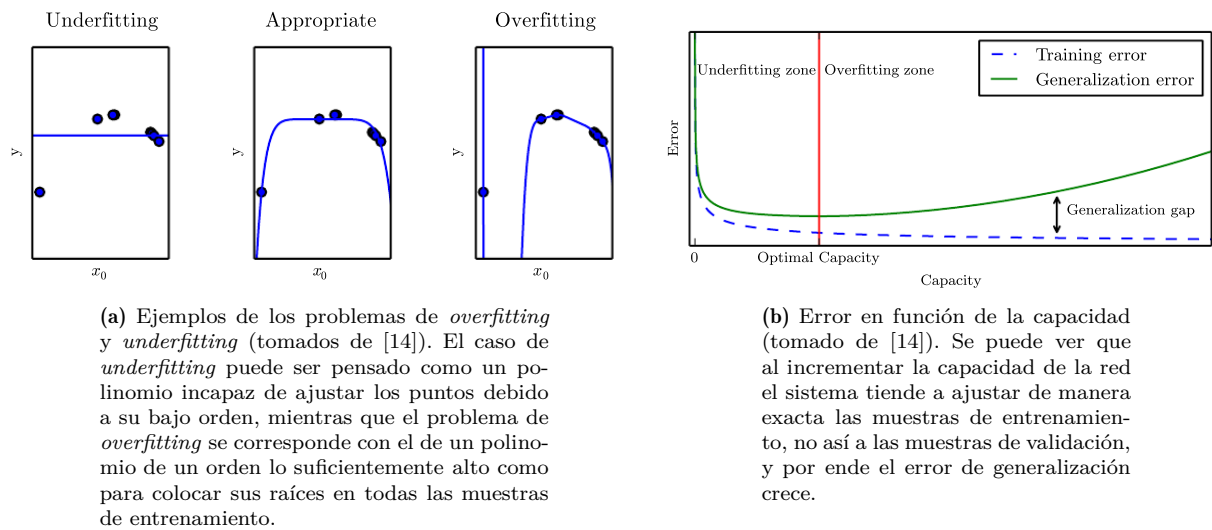 Underfitting
Appropriate
Overfitting
y
x₀
y
x₀
y
x₀
(a) Ejemplos de los problemas de overfitting
y underfitting (tomados de [14]). El caso de
underfitting puede ser pensado como un po-
linomio incapaz de ajustar los puntos debido
a su bajo orden, mientras que el problema de
overfitting se corresponde con el de un polino-
mio de un orden lo suficientemente alto como
para colocar sus raíces en todas las muestras
de entrenamiento.
Training error
Generalization error
Underfitting zone
Overfitting zone
Error
Generalization gap
0
Optimal Capacity
Capacity
(b) Error en función de la capacidad
(tomado de [14]). Se puede ver que
al incrementar la capacidad de la red
el sistema tiende a ajustar de manera
exacta las muestras de entrenamien-
to, no así a las muestras de validación,
y por ende el error de generalización
crece.